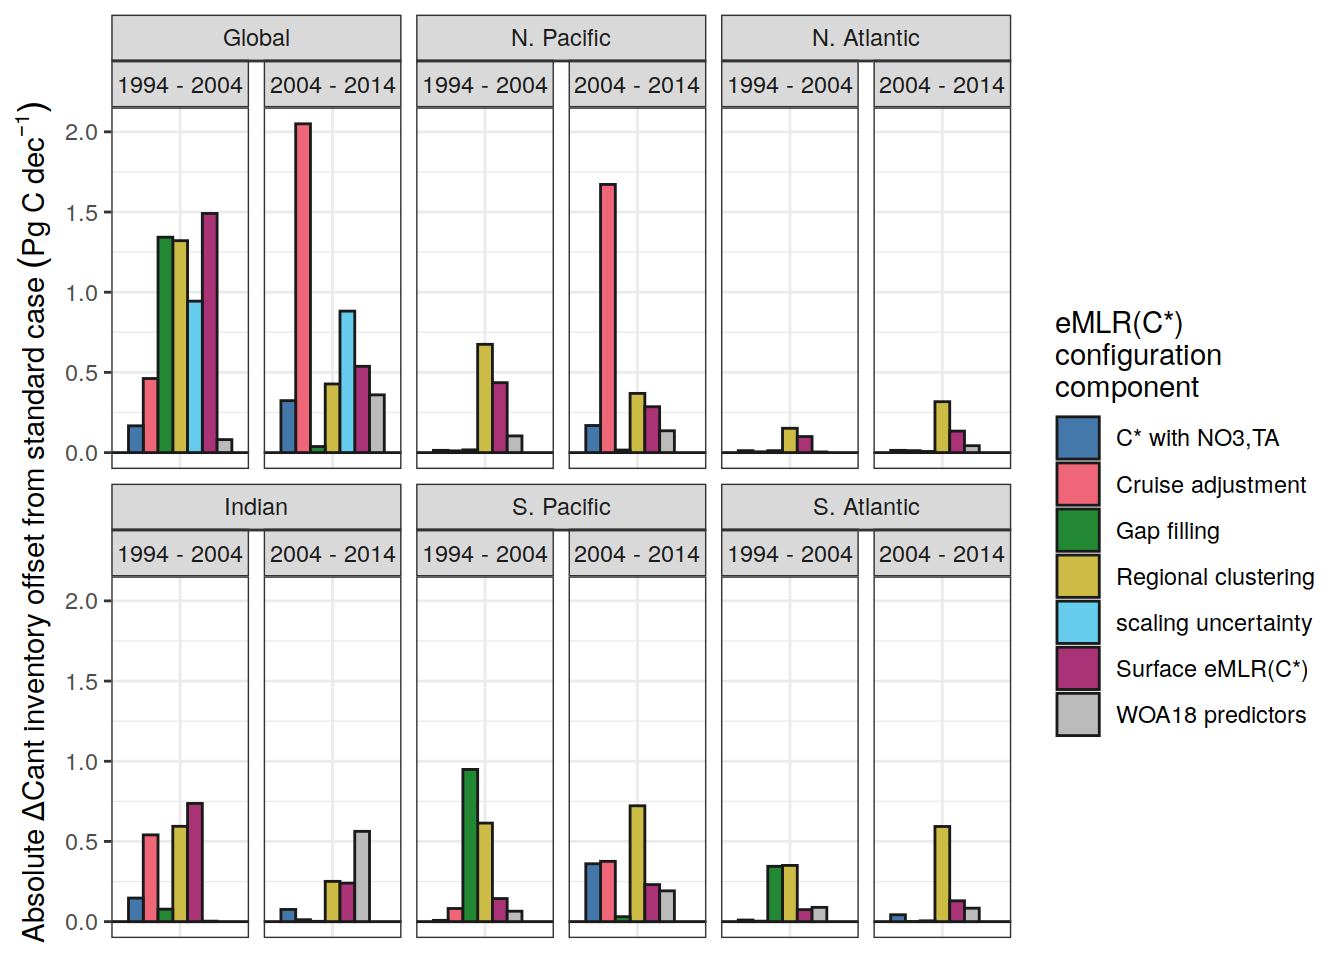 Absolute ΔCant inventory offset from standard case (Pg C dec⁻¹)
Global
N. Pacific
N. Atlantic
1994 - 2004
2004 - 2014
1994 - 2004
2004 - 2014
1994 - 2004
2004 - 2014
2.0
1.5
1.0
0.5
0.0
Indian
S. Pacific
S. Atlantic
1994 - 2004
2004 - 2014
1994 - 2004
2004 - 2014
1994 - 2004
2004 - 2014
2.0
1.5
1.0
0.5
0.0
eMLR(C*)
configuration
component
C* with NO3,TA
Cruise adjustment
Gap filling
Regional clustering
scaling uncertainty
Surface eMLR(C*)
WOA18 predictors